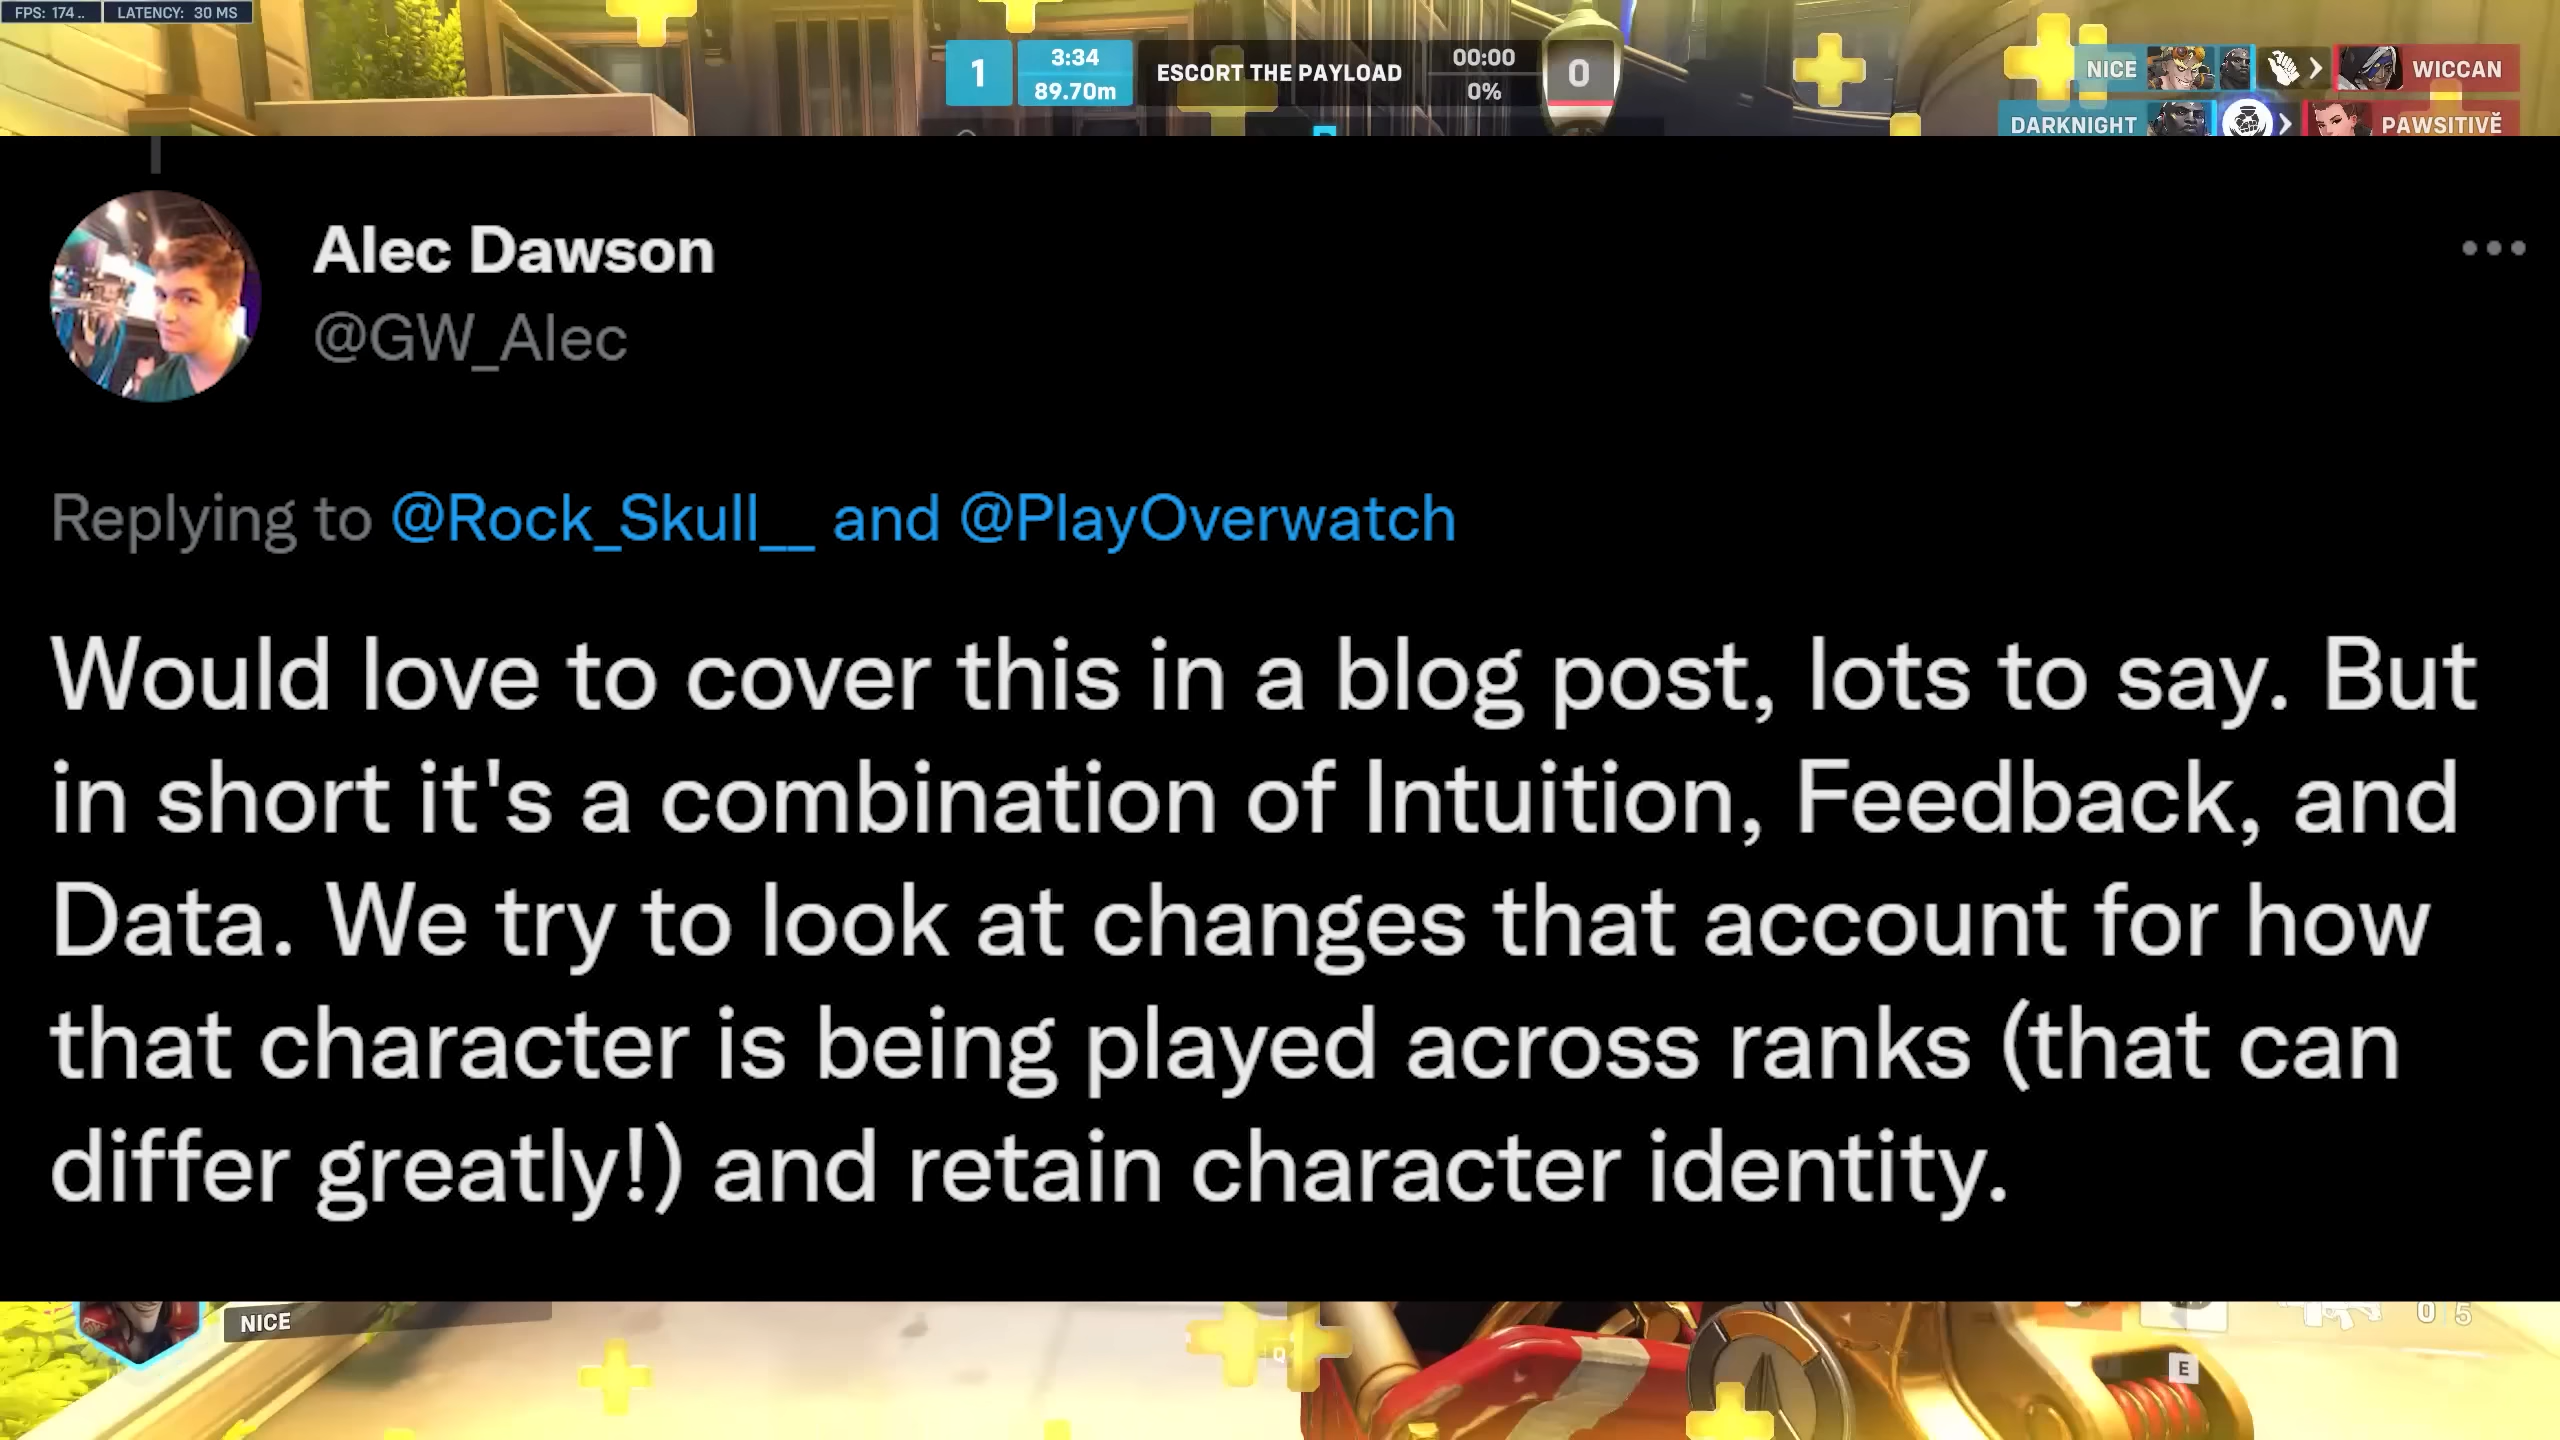 FPS: 174..
LATENCY: 30 MS
1
3:34
89.70m
ESCORT THE PAYLOAD
00:00
0%
0
NICE
WICCAN
DARKNIGHT
PAWSITIVĚ
Alec Dawson
@GW_Alec
Replying to @Rock_Skull__ and @PlayOverwatch
Would love to cover this in a blog post, lots to say. But
in short it's a combination of Intuition, Feedback, and
Data. We try to look at changes that account for how
that character is being played across ranks (that can
differ greatly!) and retain character identity.
NICE
Q
0 5
E